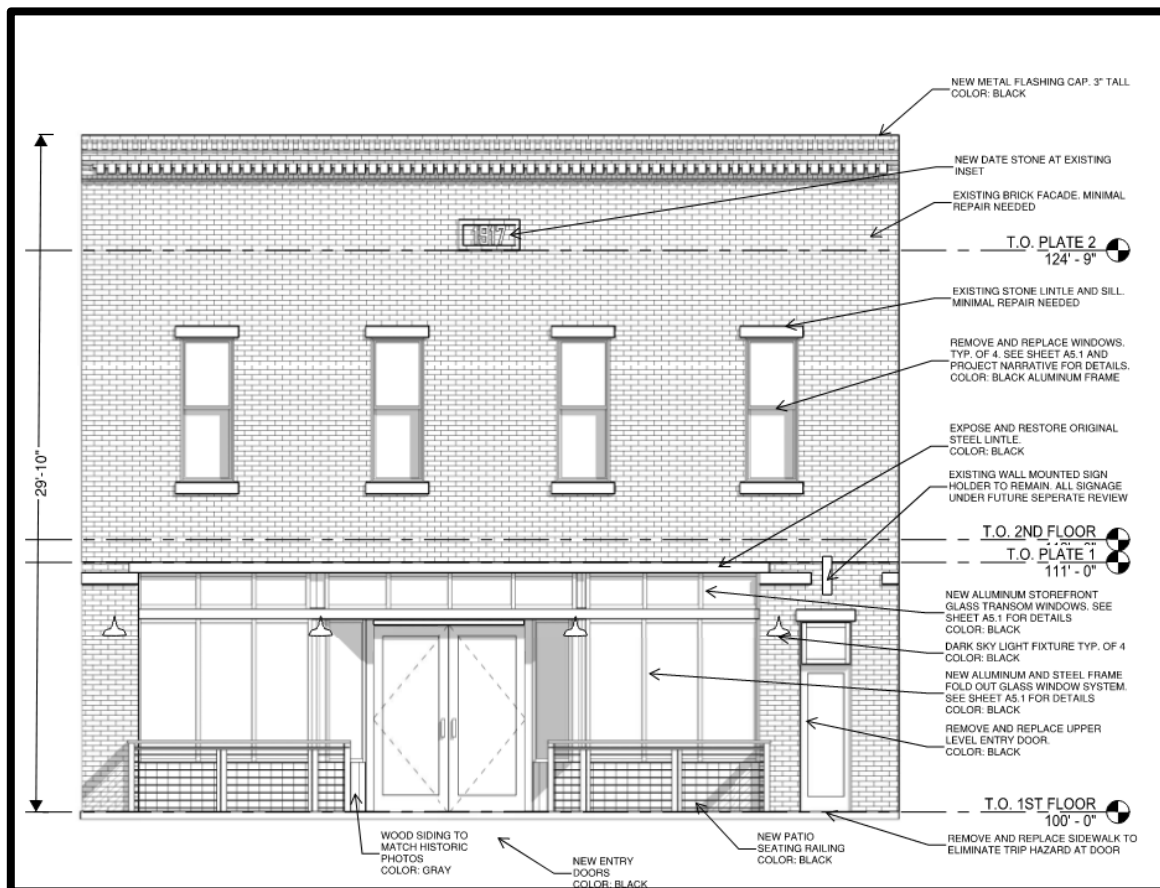 NEW METAL FLASHING CAP. 3" TALL
COLOR: BLACK
NEW DATE STONE AT EXISTING
INSET
EXISTING BRICK FACADE. MINIMAL
REPAIR NEEDED
1917
T.O. PLATE 2
124' - 9"
EXISTING STONE LINTLE AND SILL.
MINIMAL REPAIR NEEDED
REMOVE AND REPLACE WINDOWS.
TYP. OF 4. SEE SHEET A5.1 AND
PROJECT NARRATIVE FOR DETAILS.
COLOR: BLACK ALUMINUM FRAME
EXPOSE AND RESTORE ORIGINAL
STEEL LINTLE.
COLOR: BLACK
29'-10"
EXISTING WALL MOUNTED SIGN
HOLDER TO REMAIN. ALL SIGNAGE
UNDER FUTURE SEPERATE REVIEW
T.O. 2ND FLOOR
T.O. PLATE 1
111' - 0"
NEW ALUMINUM STOREFRONT
GLASS TRANSOM WINDOWS. SEE
SHEET A5.1 FOR DETAILS
COLOR: BLACK
DARK SKY LIGHT FIXTURE TYP. OF 4
COLOR: BLACK
NEW ALUMINUM AND STEEL FRAME
FOLD OUT GLASS WINDOW SYSTEM.
SEE SHEET A5.1 FOR DETAILS
COLOR: BLACK
REMOVE AND REPLACE UPPER
LEVEL ENTRY DOOR.
COLOR: BLACK
T.O. 1ST FLOOR
100' - 0"
REMOVE AND REPLACE SIDEWALK TO
ELIMINATE TRIP HAZARD AT DOOR
WOOD SIDING TO
MATCH HISTORIC
PHOTOS
COLOR: GRAY
NEW ENTRY
DOORS
COLOR: BLACK
NEW PATIO
SEATING RAILING
COLOR: BLACK